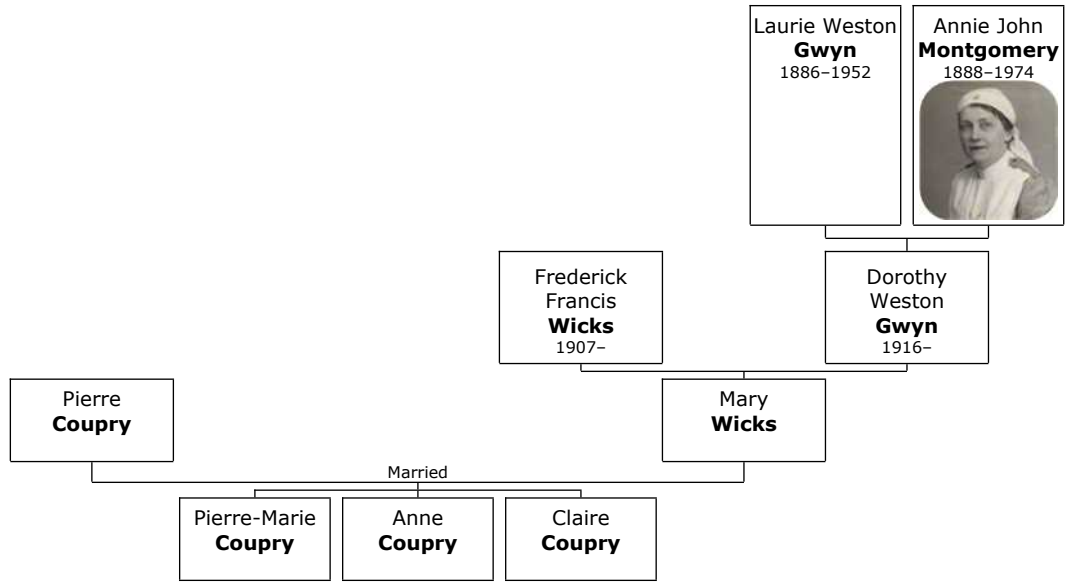 Laurie Weston
Gwyn
1886–1952
Annie John
Montgomery
1888–1974
Frederick
Francis
Wicks
1907–
Dorothy
Weston
Gwyn
1916–
Pierre
Coupry
Mary
Wicks
Married
Pierre-Marie
Coupry
Anne
Coupry
Claire
Coupry